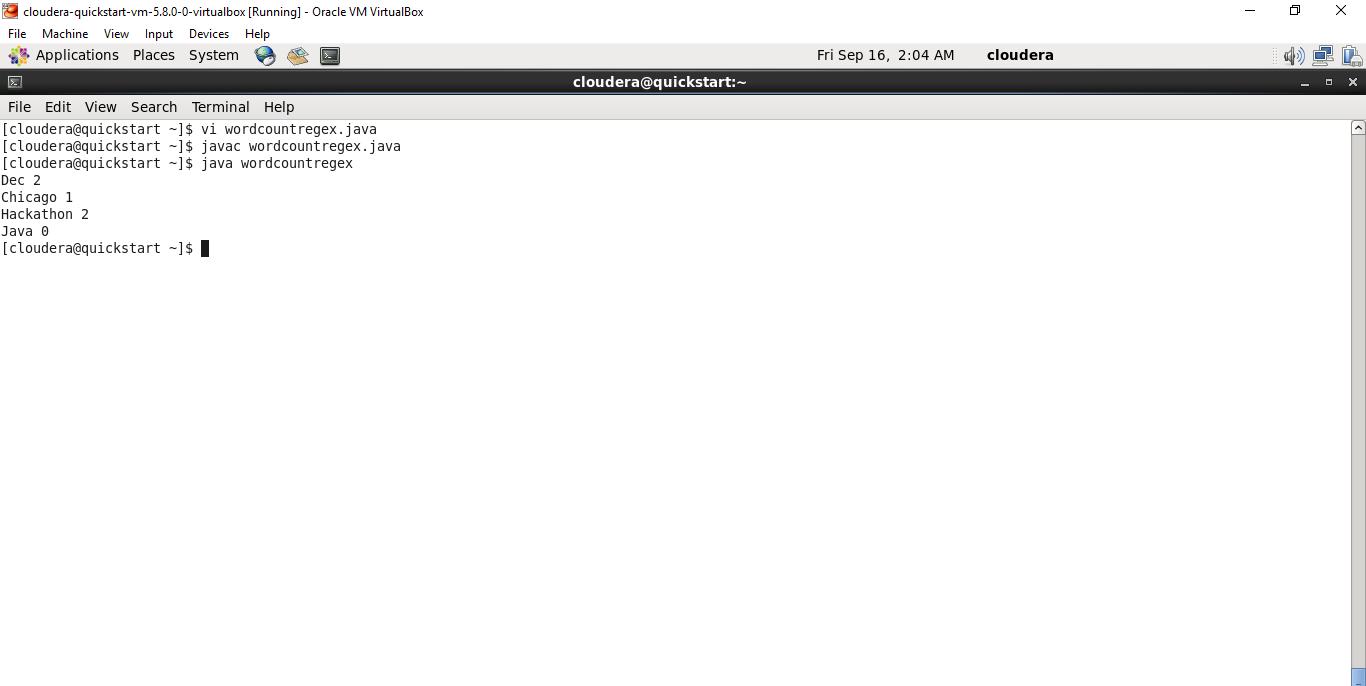 cloudera-quickstart-vm-5.8.0-0-virtualbox [Running] - Oracle VM VirtualBox
File Machine View Input Devices Help
Applications Places System Fri Sep 16, 2:04 AM cloudera
cloudera@quickstart:~
File Edit View Search Terminal Help
[cloudera@quickstart ~]$ vi wordcountregex.java
[cloudera@quickstart ~]$ javac wordcountregex.java
[cloudera@quickstart ~]$ java wordcountregex
Dec 2
Chicago 1
Hackathon 2
Java 0
[cloudera@quickstart ~]$